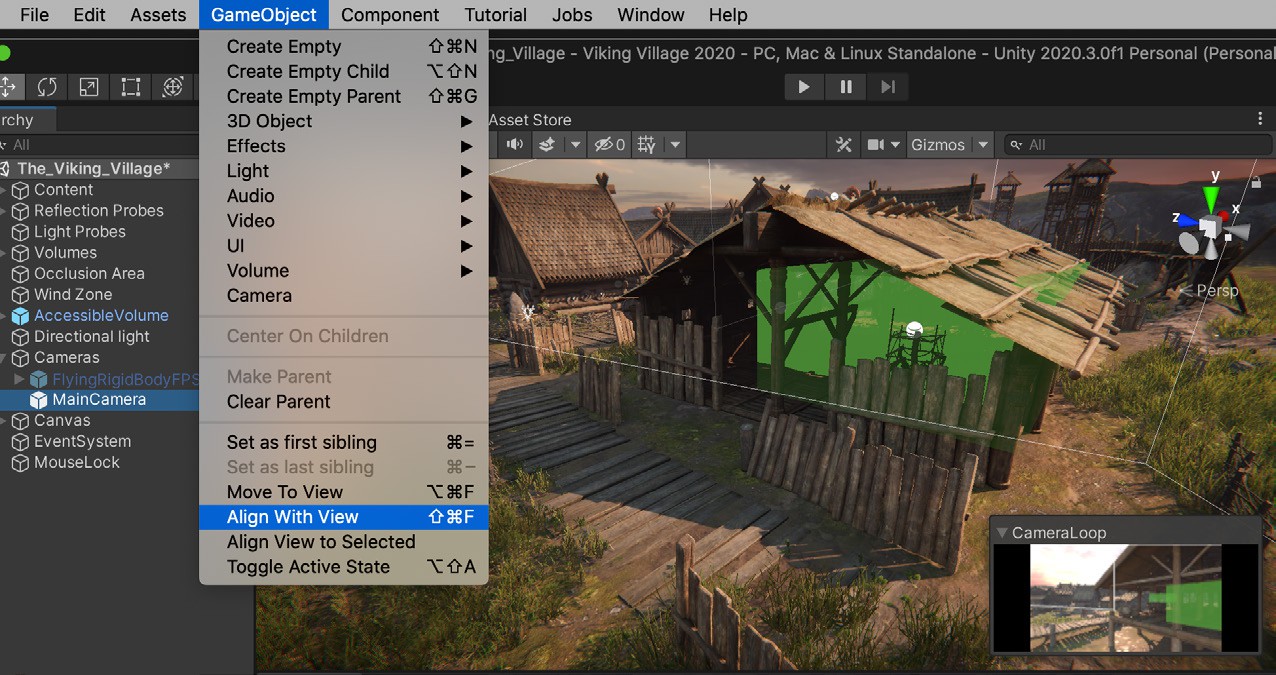 File Edit Assets GameObject Component Tutorial Jobs Window Help
ng_Village - Viking Village 2020 - PC, Mac & Linux Standalone - Unity 2020.3.0f1 Personal (Personal
rchy
Asset Store
All
0
Gizmos
All
The_Viking_Village*
Content
Reflection Probes
Light Probes
Volumes
Occlusion Area
Wind Zone
AccessibleVolume
Directional light
Cameras
FlyingRigidBodyFPS
MainCamera
Canvas
EventSystem
MouseLock
Create Empty ⇧⌘N
Create Empty Child ⌥⇧N
Create Empty Parent ⇧⌘G
3D Object
Effects
Light
Audio
Video
UI
Volume
Camera
Center On Children
Make Parent
Clear Parent
Set as first sibling ⌘=
Set as last sibling ⌘-
Move To View ⌥⌘F
Align With View ⇧⌘F
Align View to Selected
Toggle Active State ⌥⇧A
y
x
z
Persp
CameraLoop